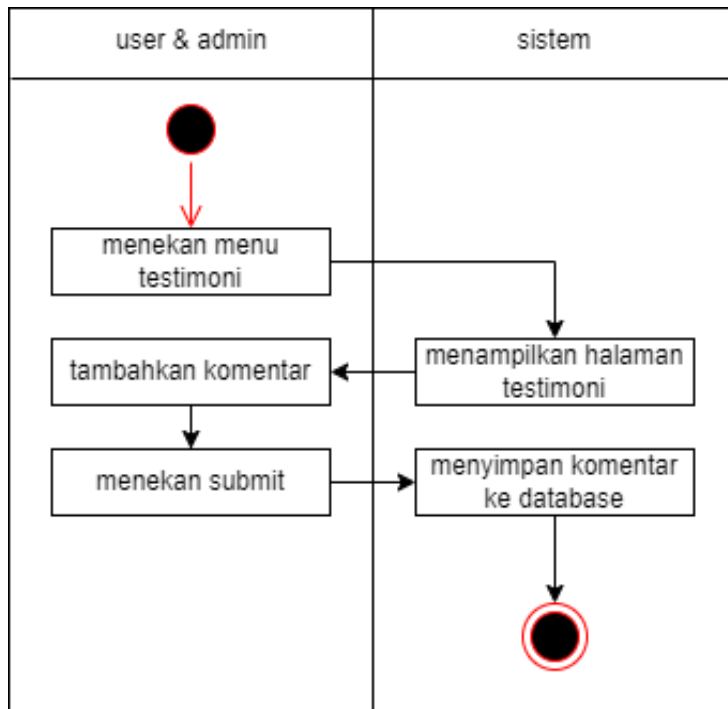 user & admin
sistem
menekan menu
testimoni
menampilkan halaman
testimoni
tambahkan komentar
menekan submit
menyimpan komentar
ke database